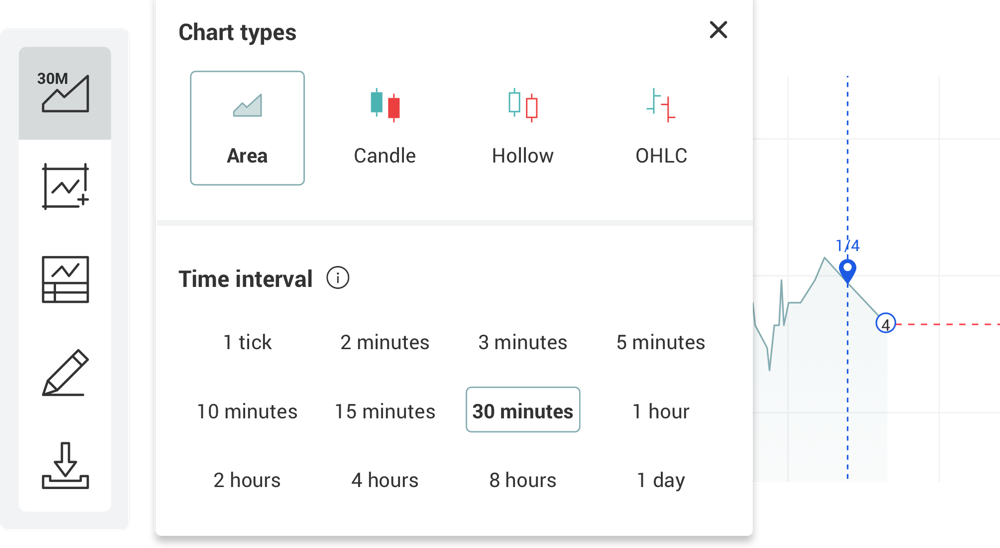 30M
Chart types
Area
Candle
Hollow
OHLC
Time interval
1 tick
2 minutes
3 minutes
5 minutes
10 minutes
15 minutes
30 minutes
1 hour
2 hours
4 hours
8 hours
1 day
1/4
4